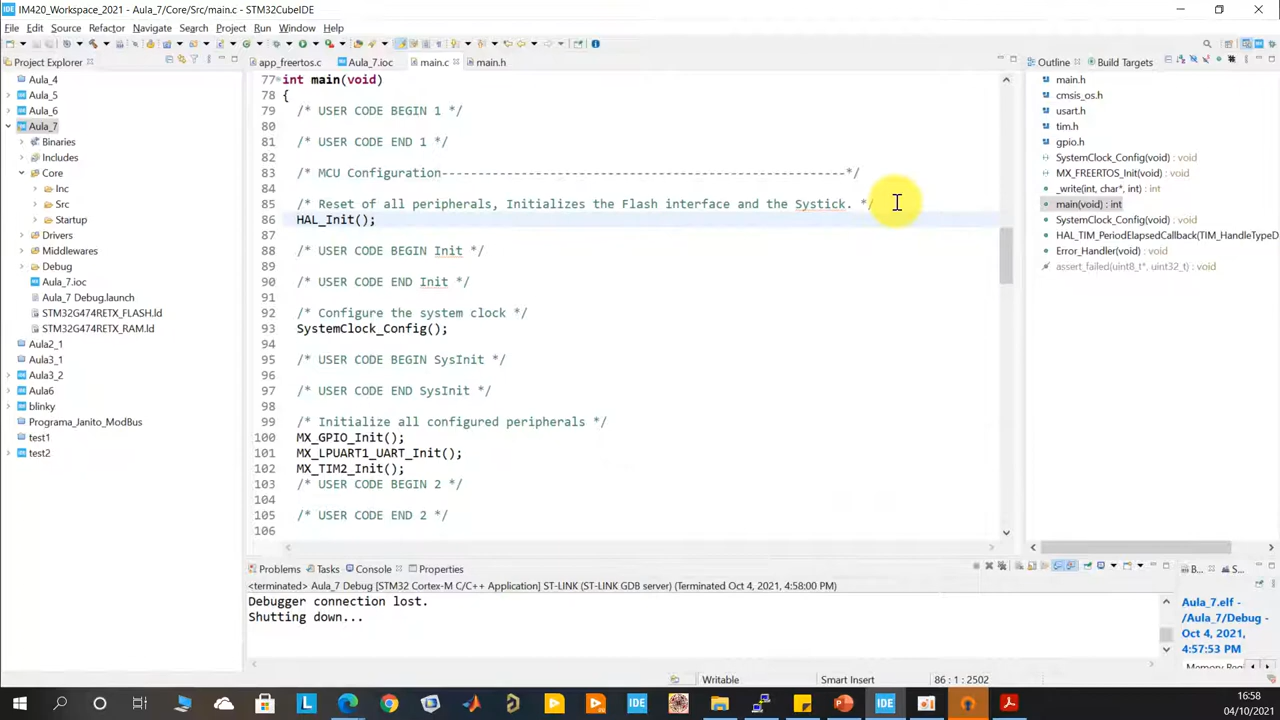 IM420_Workspace_2021 - Aula_7/Core/Src/main.c - STM32CubeIDE
File Edit Source Refactor Navigate Search Project Run Window Help
Project Explorer
app_freertos.c Aula_7.ioc main.c main.h
Outline Build Targets
Aula_4
Aula_5
Aula_6
Aula_7
Binaries
Includes
Core
Inc
Src
Startup
Drivers
Middlewares
Debug
Aula_7.ioc
Aula_7 Debug.launch
STM32G474RETX_FLASH.ld
STM32G474RETX_RAM.ld
Aula2_1
Aula3_1
Aula3_2
Aula6
blinky
Programa_Janito_ModBus
test1
test2
77 int main(void)
78 {
79 /* USER CODE BEGIN 1 */
80
81 /* USER CODE END 1 */
82
83 /* MCU Configuration--------------------------------------------------------*/
84
85 /* Reset of all peripherals, Initializes the Flash interface and the Systick. */
86 HAL_Init();
87
88 /* USER CODE BEGIN Init */
89
90 /* USER CODE END Init */
91
92 /* Configure the system clock */
93 SystemClock_Config();
94
95 /* USER CODE BEGIN SysInit */
96
97 /* USER CODE END SysInit */
98
99 /* Initialize all configured peripherals */
100 MX_GPIO_Init();
101 MX_LPUART1_UART_Init();
102 MX_TIM2_Init();
103 /* USER CODE BEGIN 2 */
104
105 /* USER CODE END 2 */
106
main.h
cmsis_os.h
usart.h
tim.h
gpio.h
SystemClock_Config(void) : void
MX_FREERTOS_Init(void) : void
_write(int, char*, int) : int
main(void) : int
SystemClock_Config(void) : void
HAL_TIM_PeriodElapsedCallback(TIM_HandleTypeD
Error_Handler(void) : void
assert_failed(uint8_t*, uint32_t) : void
Problems Tasks Console Properties
<terminated> Aula_7 Debug [STM32 Cortex-M C/C++ Application] ST-LINK (ST-LINK GDB server) (Terminated Oct 4, 2021, 4:58:00 PM)
Debugger connection lost.
Shutting down...
B... S...
Aula_7.elf -
/Aula_7/Debug -
Oct 4, 2021,
4:57:53 PM
Writable Smart Insert 86 : 1 : 2502
16:58
04/10/2021